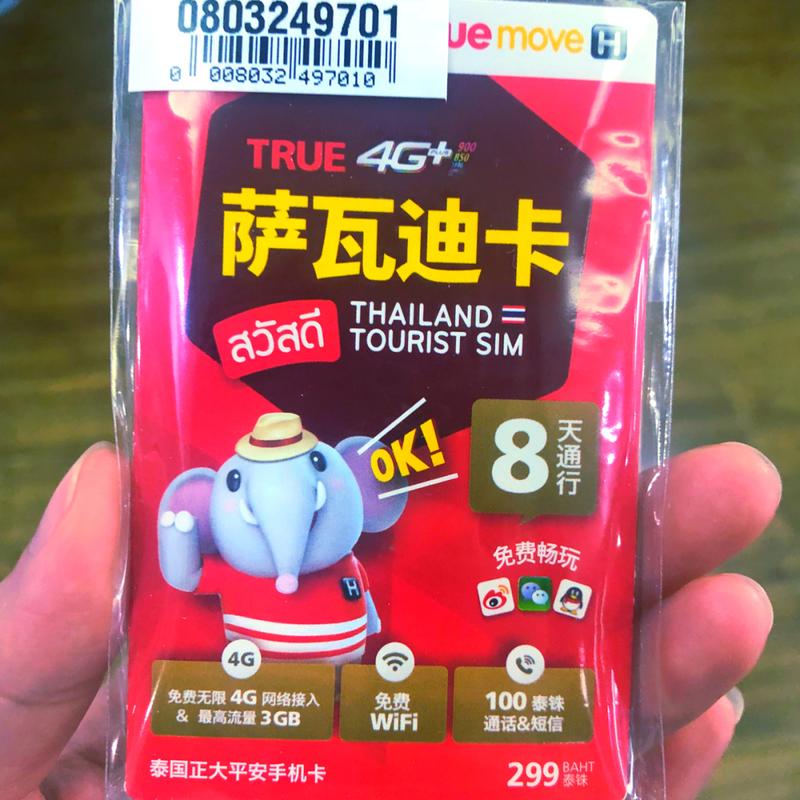 0803249701
0 008032 497010
ue move H
TRUE 4G+ PLUS 900
850
萨瓦迪卡
สวัสดี
THAILAND
TOURIST SIM
OK!
8 天通行
免费畅玩
H
4G
免费无限 4G 网络接入
& 最高流量 3GB
免费
WiFi
100 泰铢
通话&短信
泰国正大平安手机卡
299 BAHT
泰铢